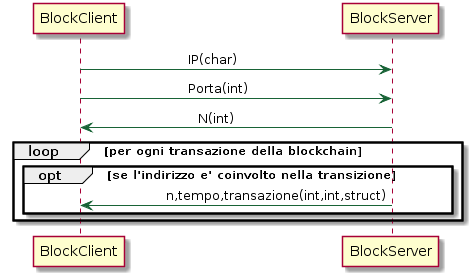 BlockClient BlockServer
IP(char)
Porta(int)
N(int)
loop [per ogni transazione della blockchain]
opt [se l'indirizzo e' coinvolto nella transizione]
n,tempo,transazione(int,int,struct)
BlockClient BlockServer